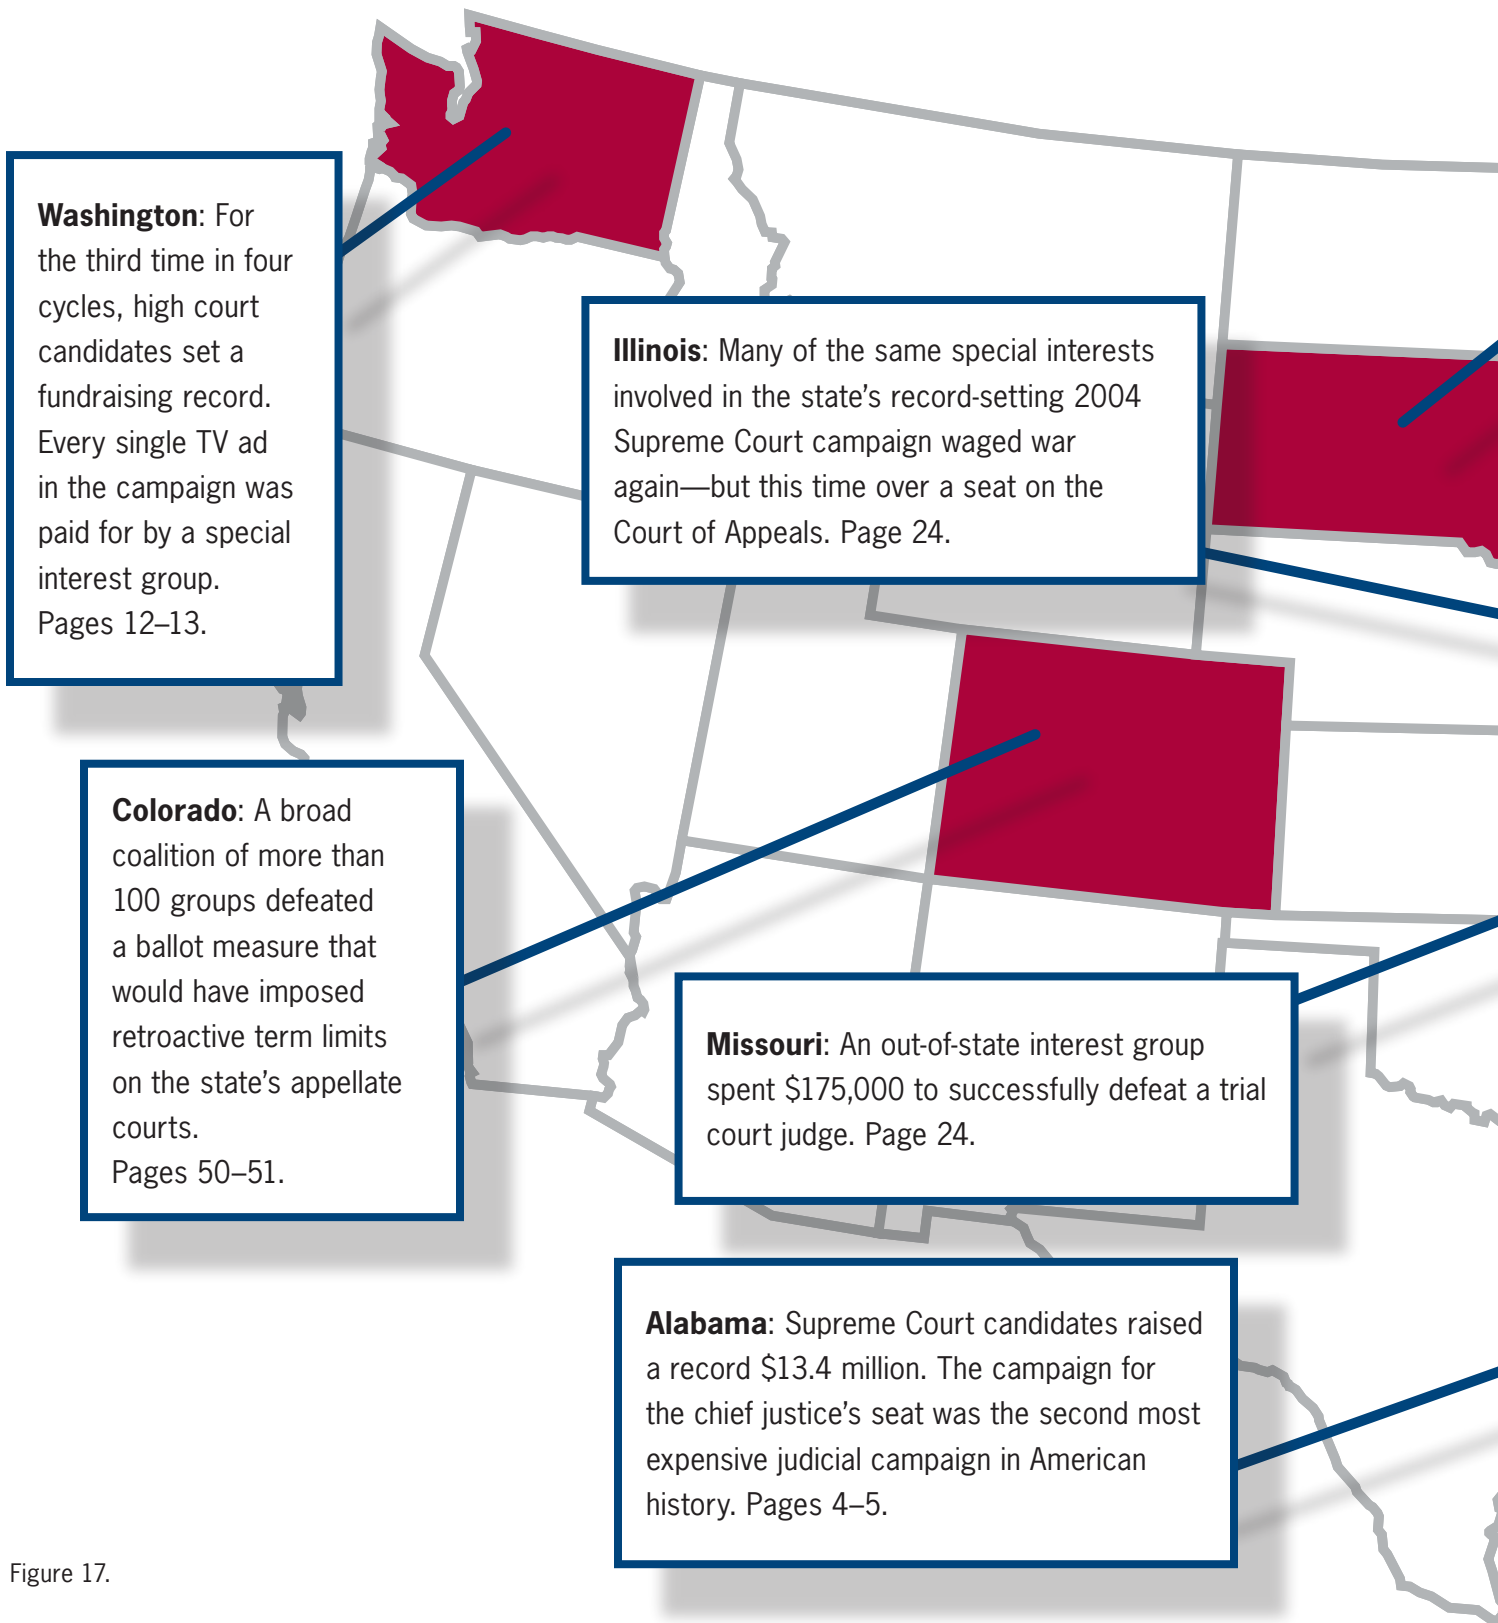 Washington: For
the third time in four
cycles, high court
candidates set a
fundraising record.
Every single TV ad
in the campaign was
paid for by a special
interest group.
Pages 12–13.
Illinois: Many of the same special interests
involved in the state’s record-setting 2004
Supreme Court campaign waged war
again—but this time over a seat on the
Court of Appeals. Page 24.
Colorado: A broad
coalition of more than
100 groups defeated
a ballot measure that
would have imposed
retroactive term limits
on the state’s appellate
courts.
Pages 50–51.
Missouri: An out-of-state interest group
spent $175,000 to successfully defeat a trial
court judge. Page 24.
Alabama: Supreme Court candidates raised
a record $13.4 million. The campaign for
the chief justice’s seat was the second most
expensive judicial campaign in American
history. Pages 4–5.
Figure 17.